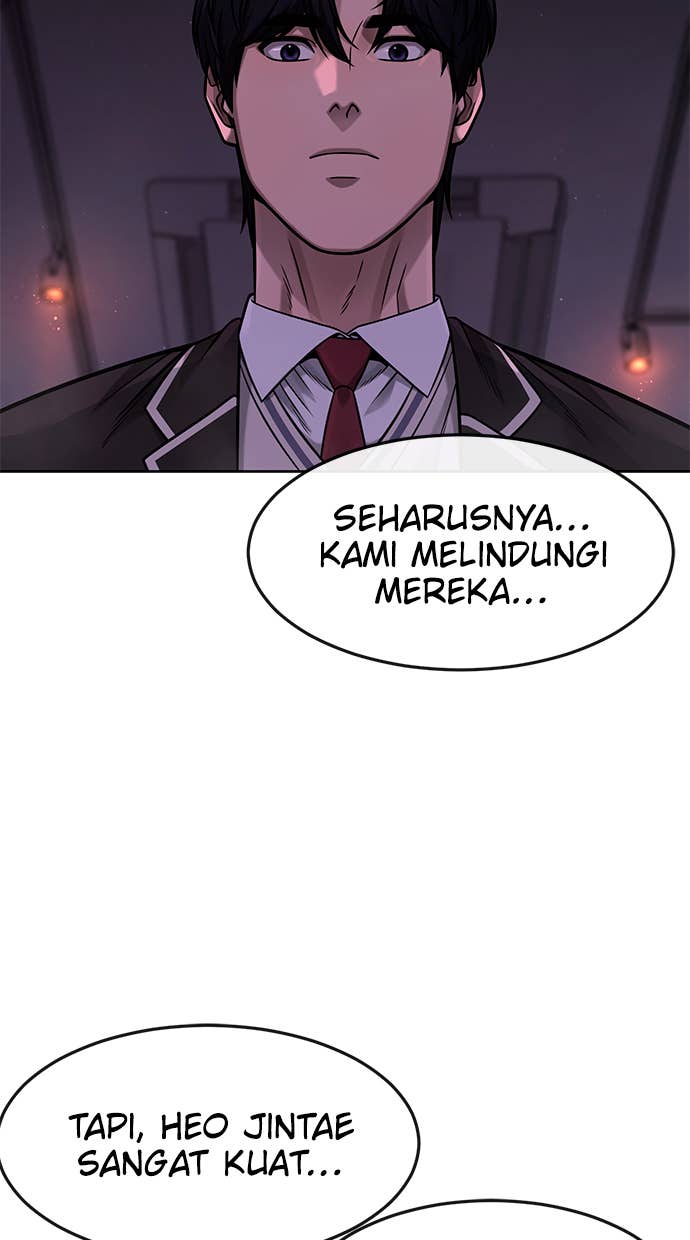 SEHARUSNYA...
KAMI MELINDUNGI
MEREKA...
TAPI, HEO JINTAE
SANGAT KUAT...